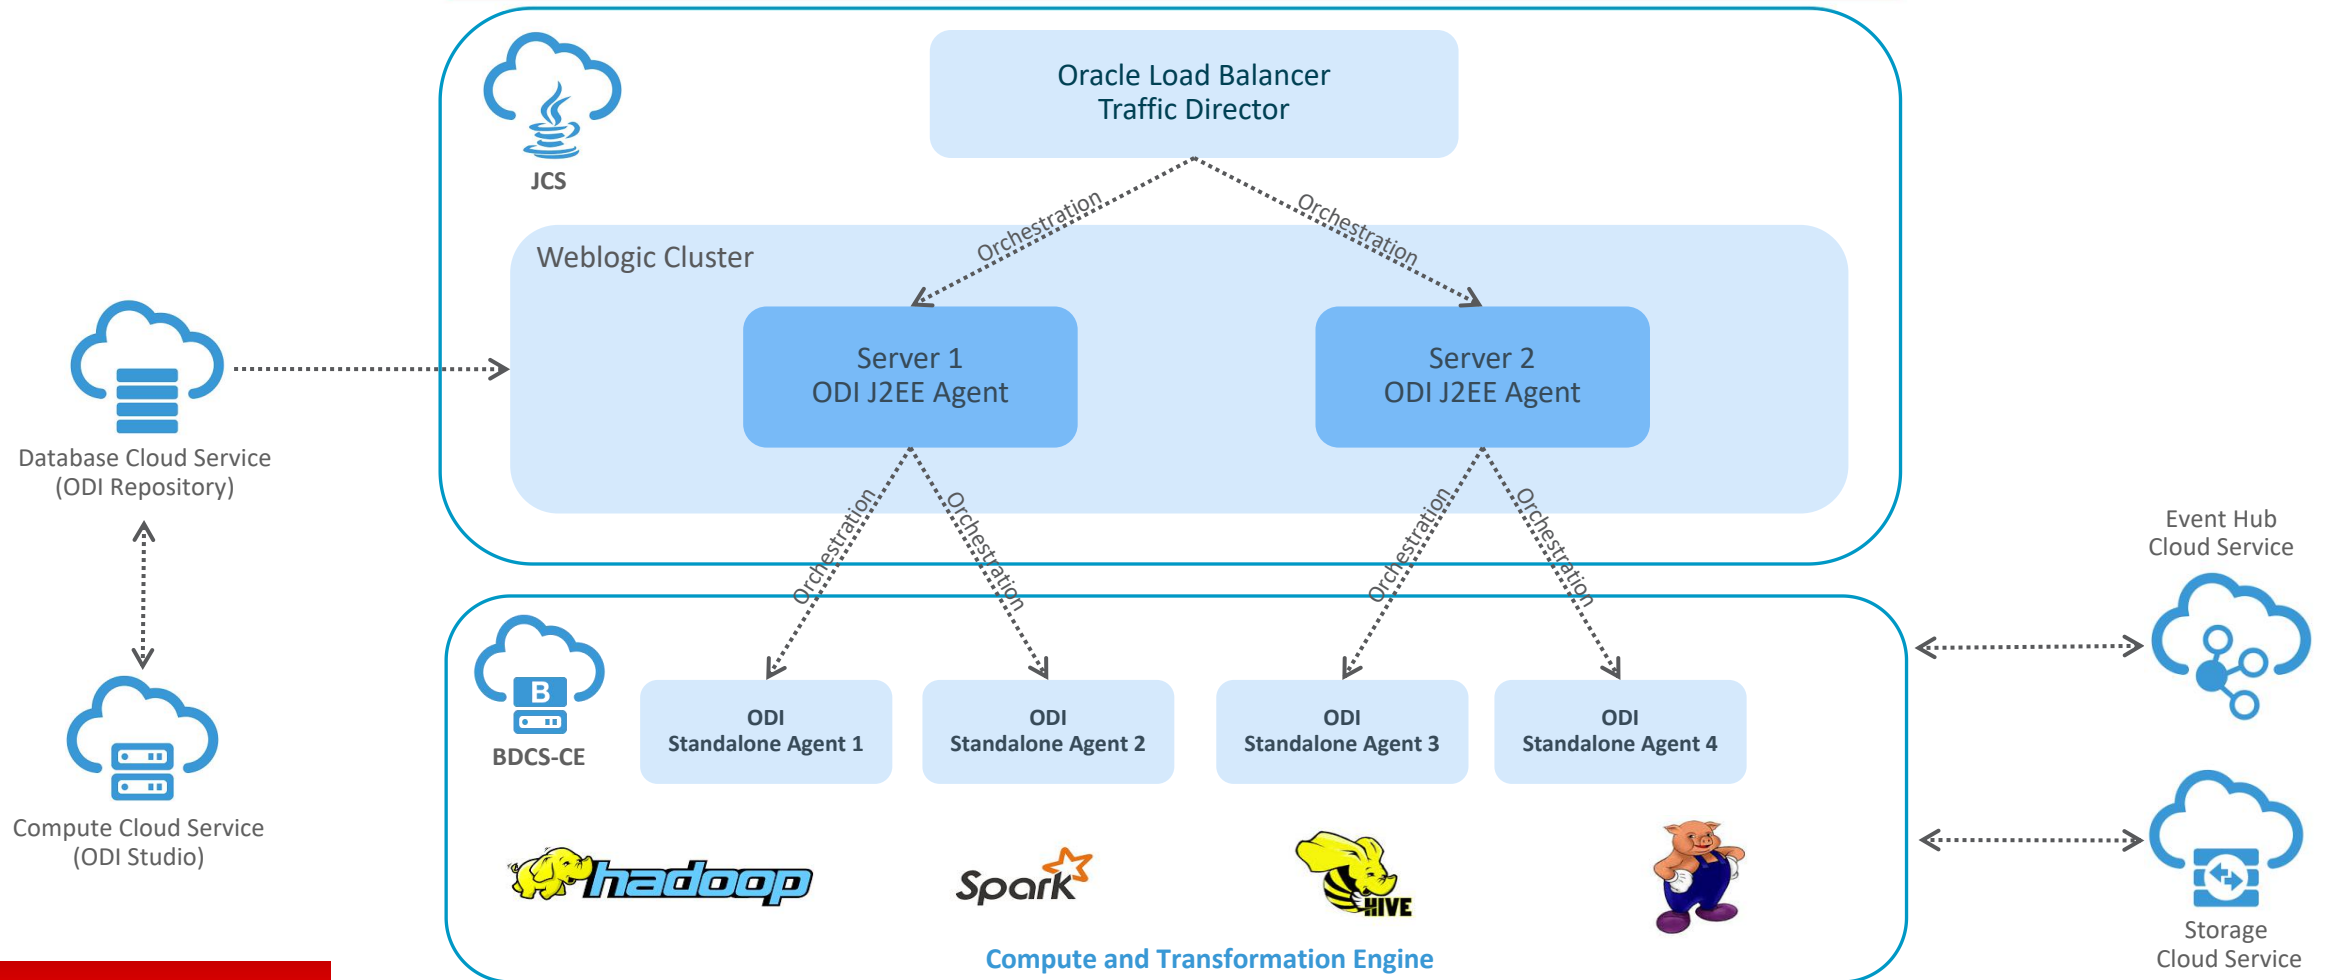 Oracle Load Balancer
Traffic Director
JCS
Orchestration
Orchestration
Weblogic Cluster
Server 1
ODI J2EE Agent
Server 2
ODI J2EE Agent
Database Cloud Service
(ODI Repository)
Orchestration
Orchestration
Orchestration
Orchestration
Event Hub
Cloud Service
B
BDCS-CE
ODI
Standalone Agent 1
ODI
Standalone Agent 2
ODI
Standalone Agent 3
ODI
Standalone Agent 4
Compute Cloud Service
(ODI Studio)
hadoop
Spark
HIVE
Storage
Cloud Service
Compute and Transformation Engine